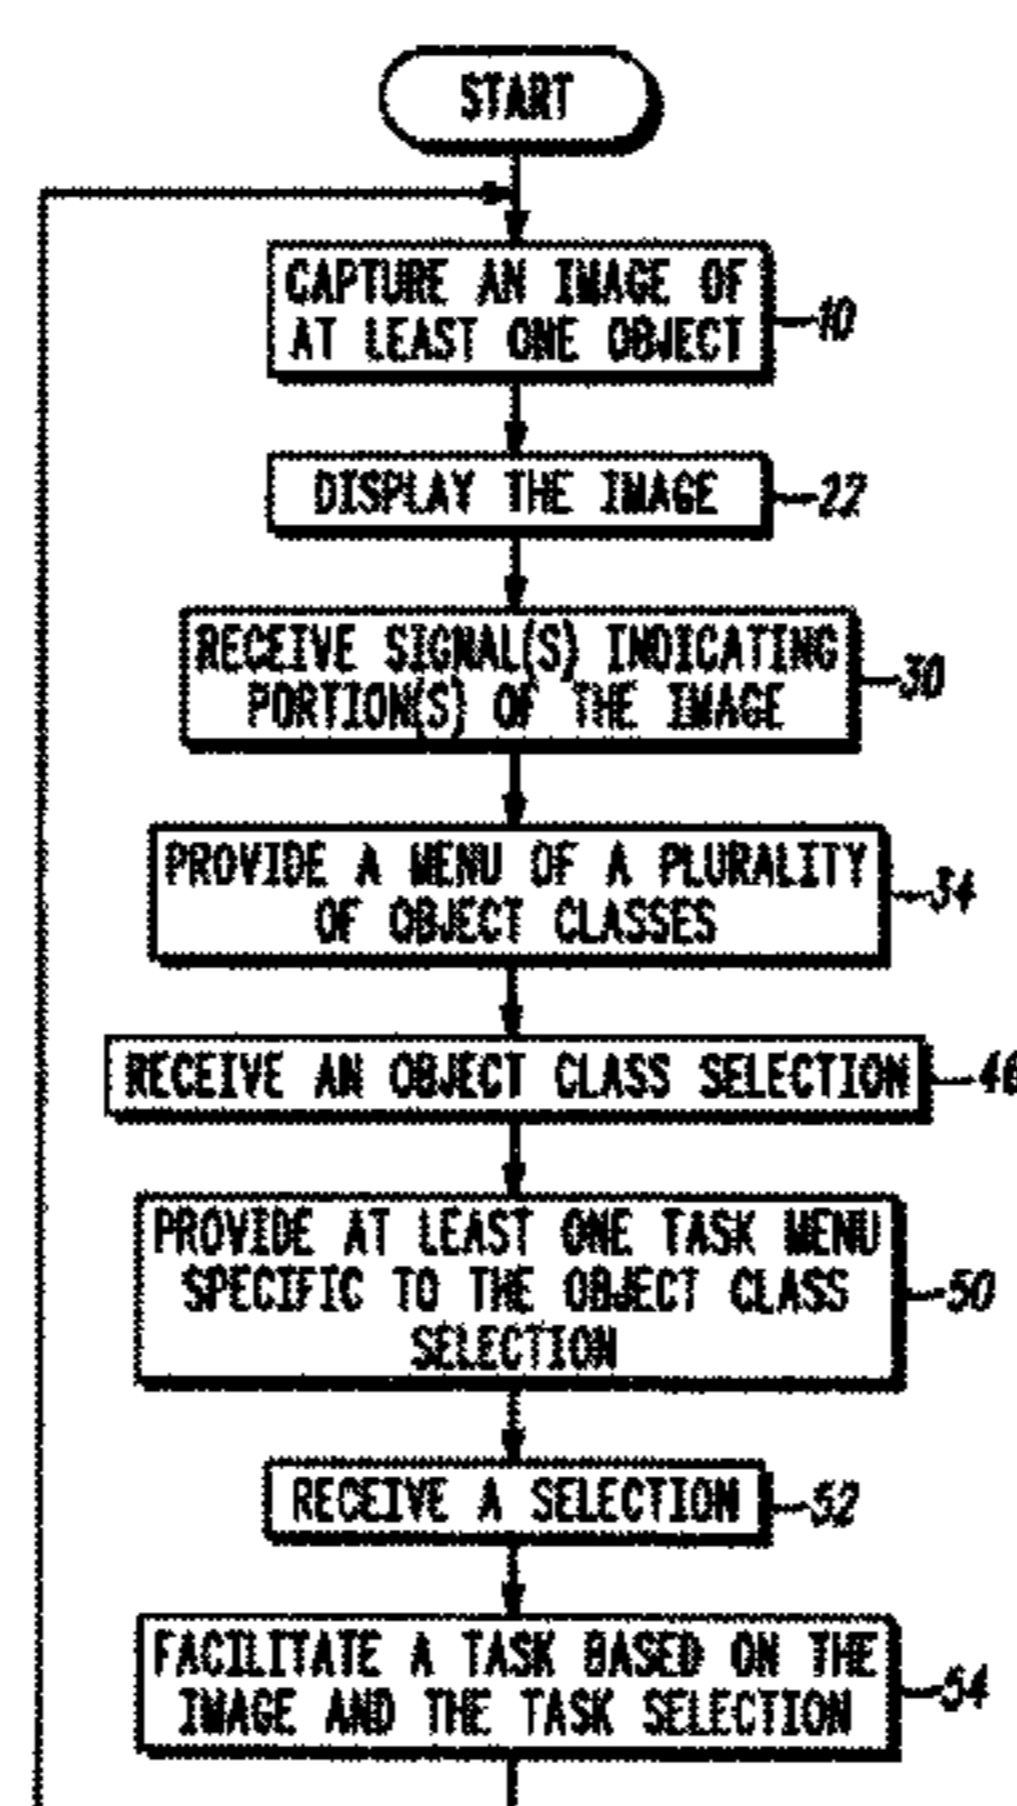 START
CAPTURE AN IMAGE OF
AT LEAST ONE OBJECT
10
DISPLAY THE IMAGE
22
RECEIVE SIGNAL(S) INDICATING
PORTION(S) OF THE IMAGE
30
PROVIDE A MENU OF A PLURALITY
OF OBJECT CLASSES
34
RECEIVE AN OBJECT CLASS SELECTION
PROVIDE AT LEAST ONE TASK MENU
SPECIFIC TO THE OBJECT CLASS
SELECTION
50
RECEIVE A SELECTION
52
FACILITATE A TASK BASED ON THE
IMAGE AND THE TASK SELECTION
54